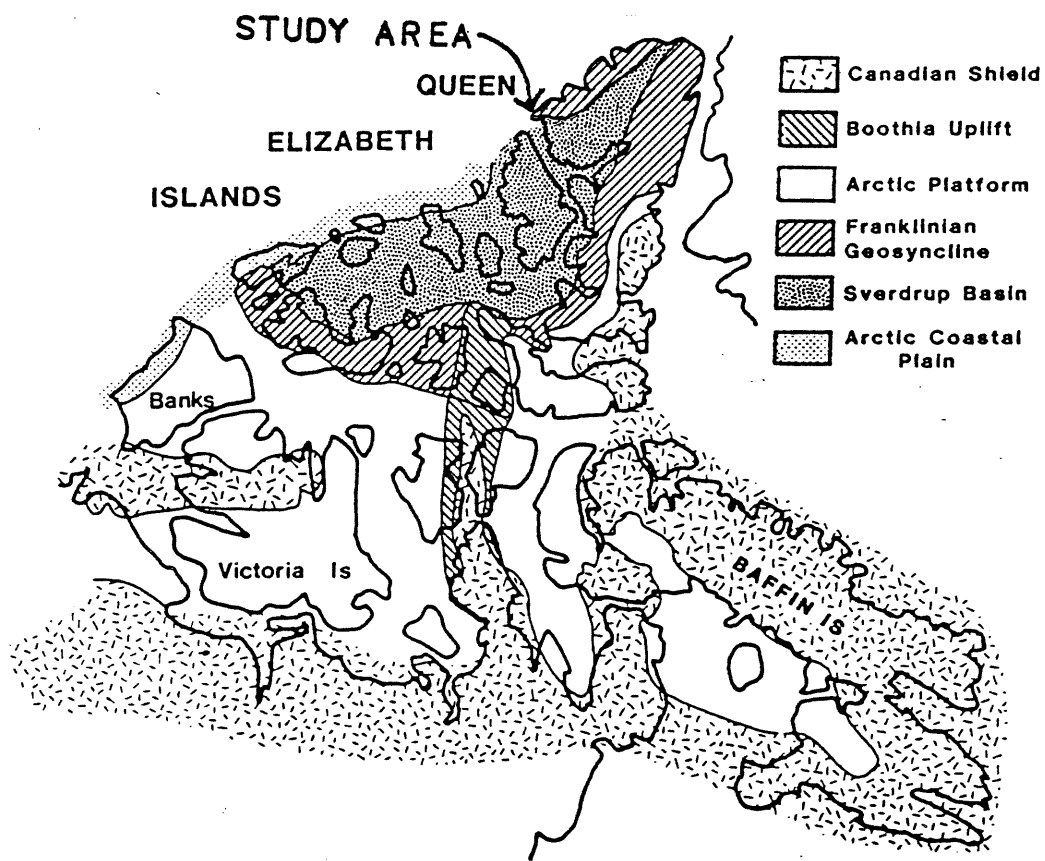 STUDY AREA
QUEEN
ELIZABETH
ISLANDS
Canadian Shield
Boothia Uplift
Arctic Platform
Franklinian
Geosyncline
Sverdrup Basin
Arctic Coastal
Plain
Banks
Victoria Is
BAFFIN IS